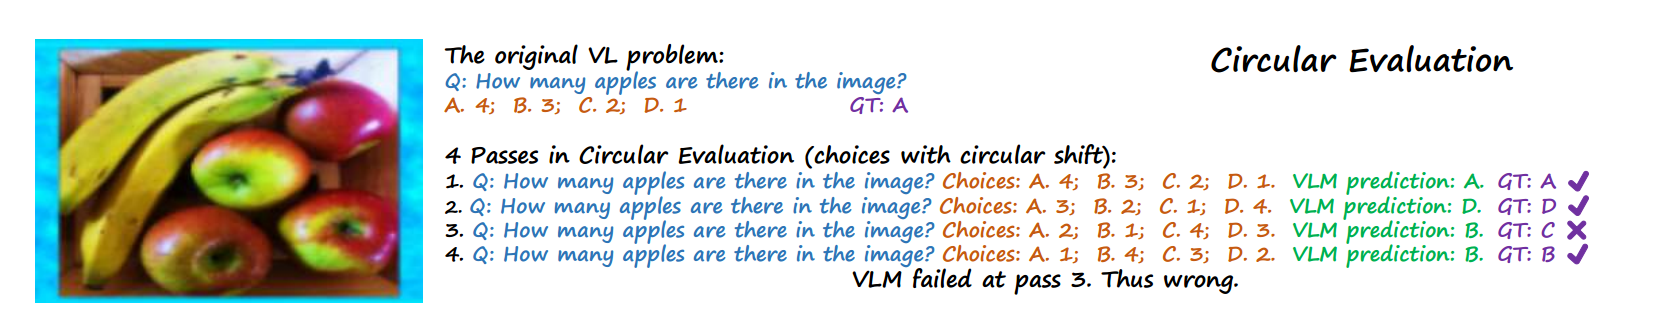 The original VL problem:
Circular Evaluation
Q: How many apples are there in the image?
A. 4; B. 3; C. 2; D. 1 GT: A
4 Passes in Circular Evaluation (choices with circular shift):
1. Q: How many apples are there in the image? Choices: A. 4; B. 3; C. 2; D. 1. VLM prediction: A. GT: A ✔
2. Q: How many apples are there in the image? Choices: A. 3; B. 2; C. 1; D. 4. VLM prediction: D. GT: D ✔
3. Q: How many apples are there in the image? Choices: A. 2; B. 1; C. 4; D. 3. VLM prediction: B. GT: C ✖
4. Q: How many apples are there in the image? Choices: A. 1; B. 4; C. 3; D. 2. VLM prediction: B. GT: B ✔
VLM failed at pass 3. Thus wrong.